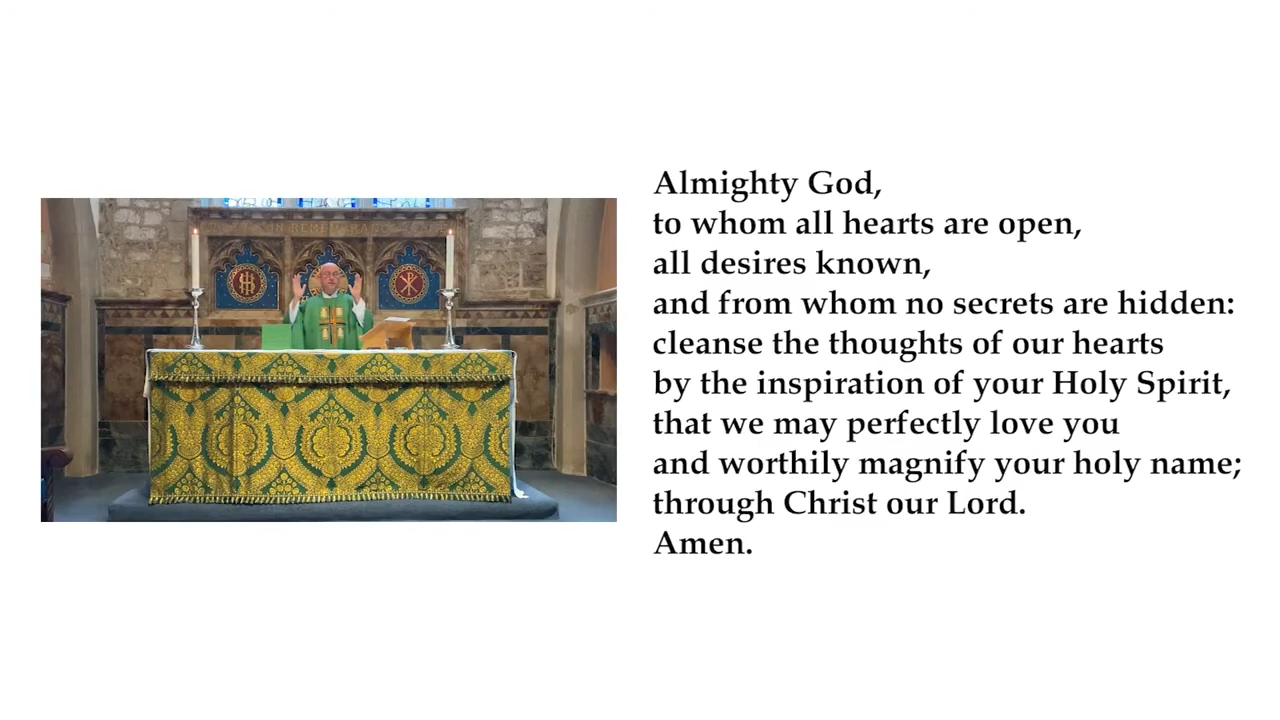 Almighty God,
to whom all hearts are open,
all desires known,
and from whom no secrets are hidden:
cleanse the thoughts of our hearts
by the inspiration of your Holy Spirit,
that we may perfectly love you
and worthily magnify your holy name;
through Christ our Lord.
Amen.